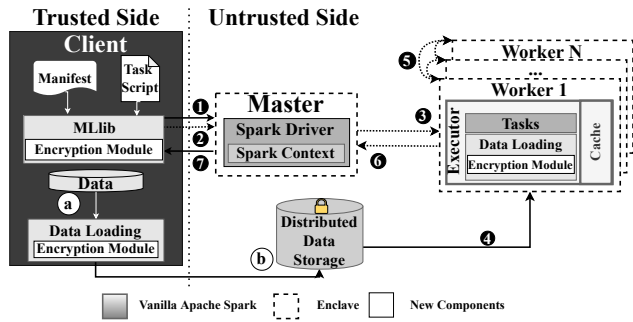 Trusted Side
Untrusted Side
Client
Manifest
Task
Script
MLlib
Encryption Module
Data
a
Data Loading
Encryption Module
1
2
7
Master
Spark Driver
Spark Context
3
6
5
Worker N
...
Worker 1
Executor
Tasks
Data Loading
Encryption Module
Cache
b
Distributed
Data
Storage
4
Vanilla Apache Spark
Enclave
New Components